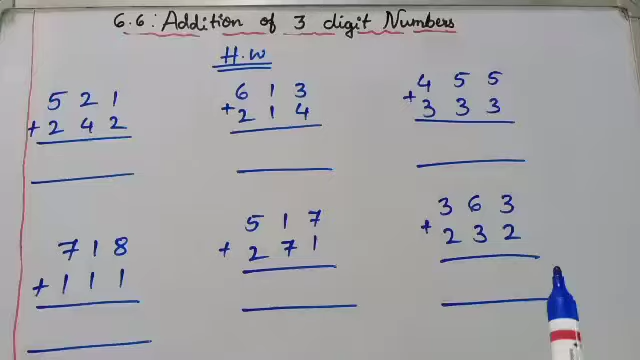 6.6: Addition of 3 digit Numbers
H.W
5 2 1
+ 2 4 2
6 1 3
+ 2 1 4
4 5 5
+ 3 3 3
7 1 8
+ 1 1 1
5 1 7
+ 2 7 1
3 6 3
+ 2 3 2